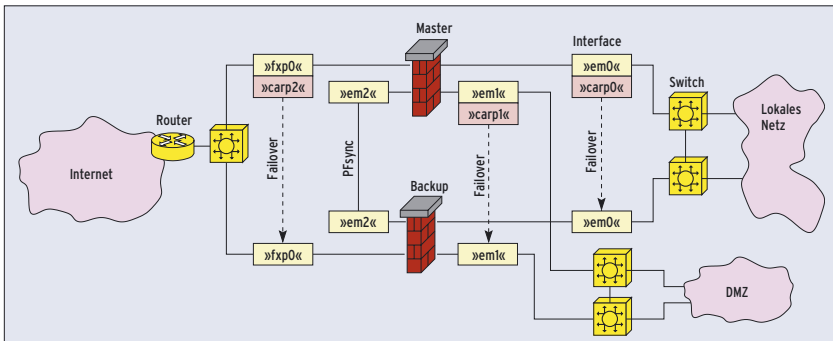 Master
Interface
»fxp0«
»carp2«
»em2«
»em1«
»carp1«
»em0«
»carp0«
Switch
Lokales
Netz
Router
Internet
Failover
PFsync
Failover
Failover
Backup
»em2«
»em0«
»fxp0«
»em1«
DMZ